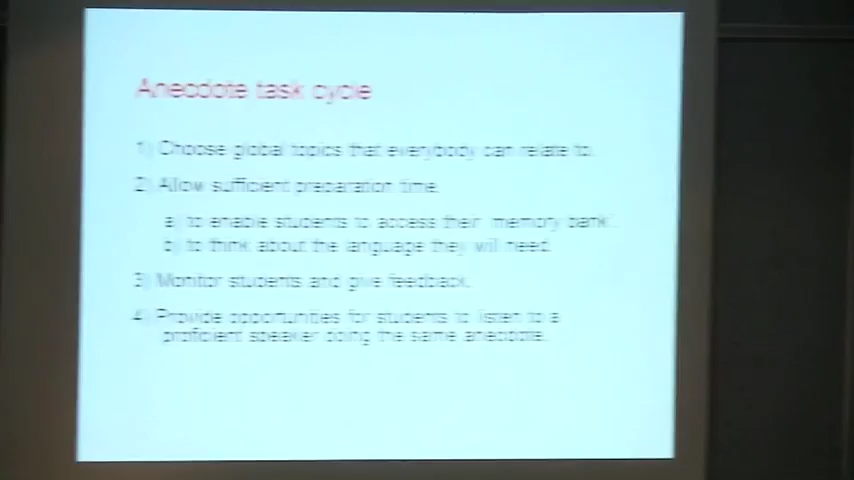 Anecdote task cycle
1) Choose global topics that everybody can relate to.
2) Allow sufficient preparation time.
a) to enable students to access their 'memory bank'.
b) to think about the language they will need.
3) Monitor students and give feedback.
4) Provide opportunities for students to listen to a
proficient speaker doing the same anecdote.